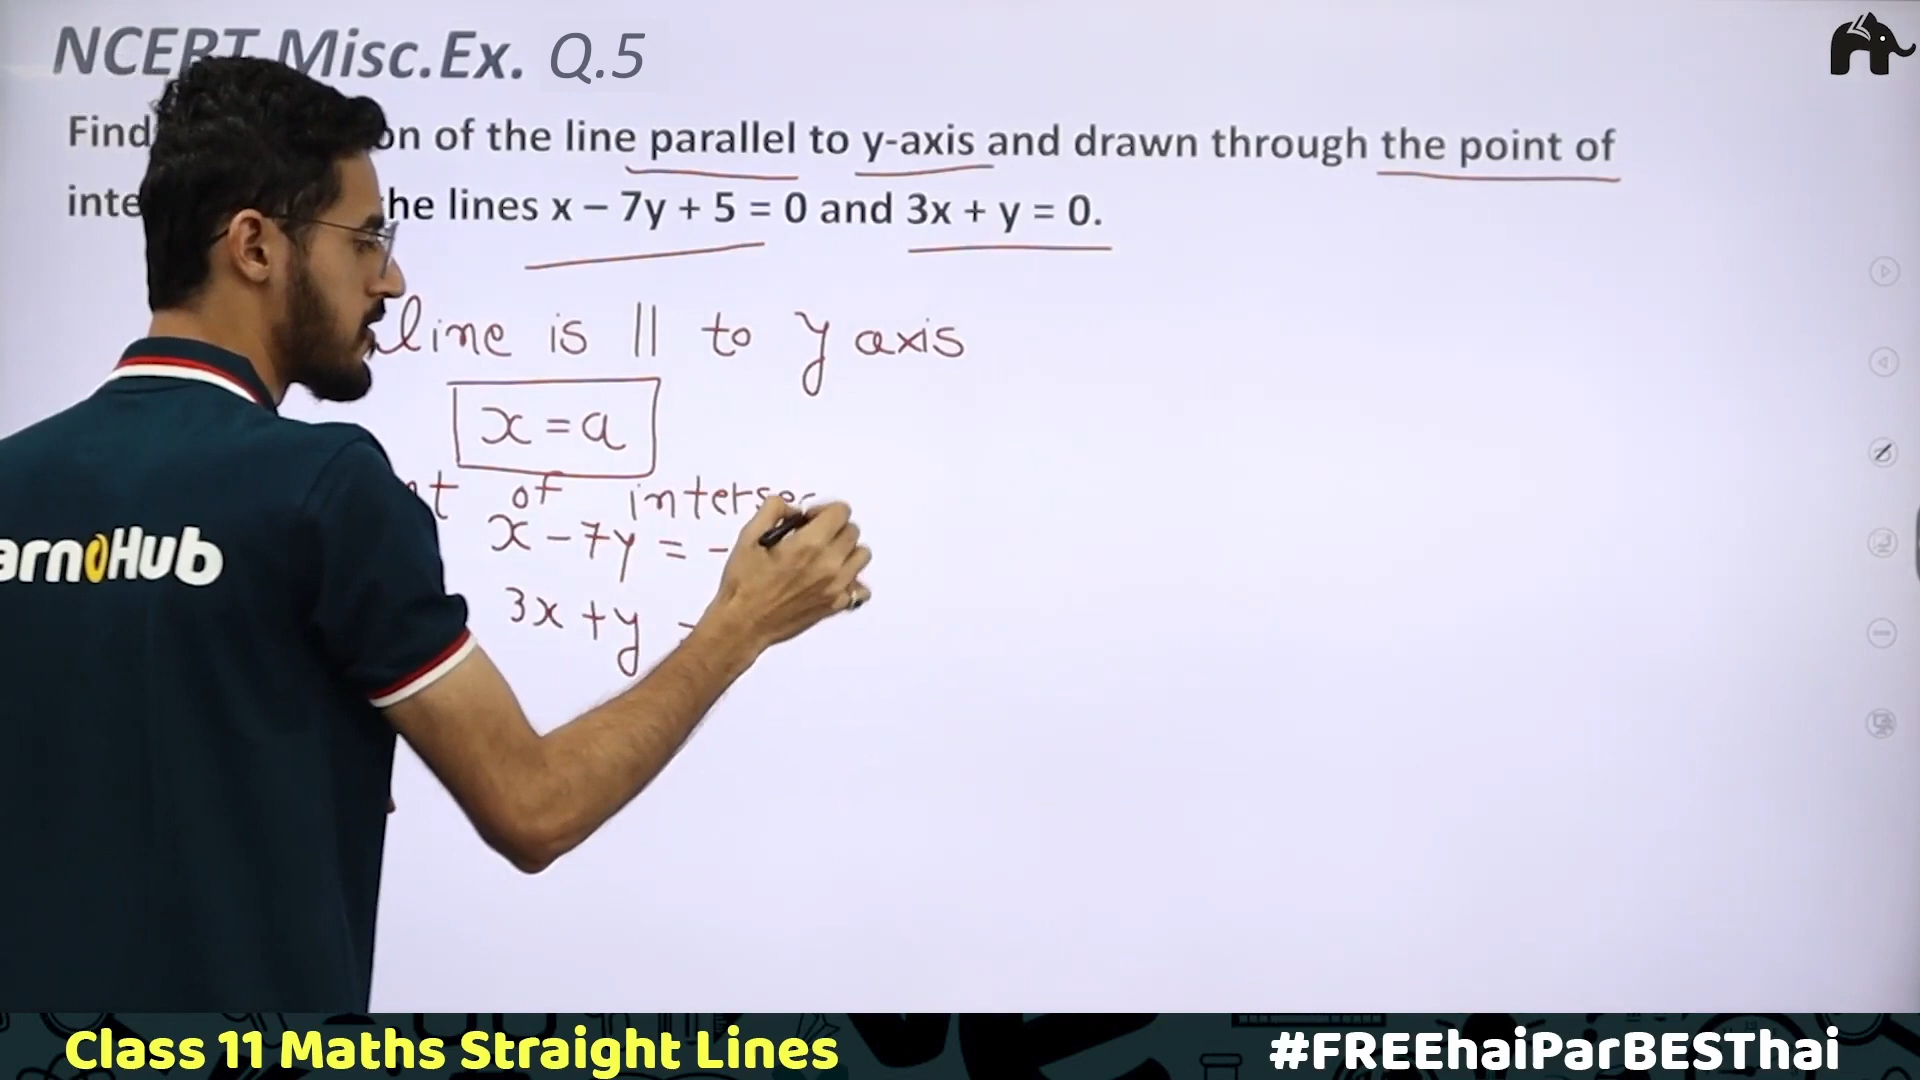 NCERT Misc.Ex. Q.5
Find on of the line parallel to y-axis and drawn through the point of
inte he lines x – 7y + 5 = 0 and 3x + y = 0.
line is || to y axis
x = a
nt of intersec
x - 7y = -
3x + y =
arnoHub
Class 11 Maths Straight Lines
#FREEhaiParBESThai